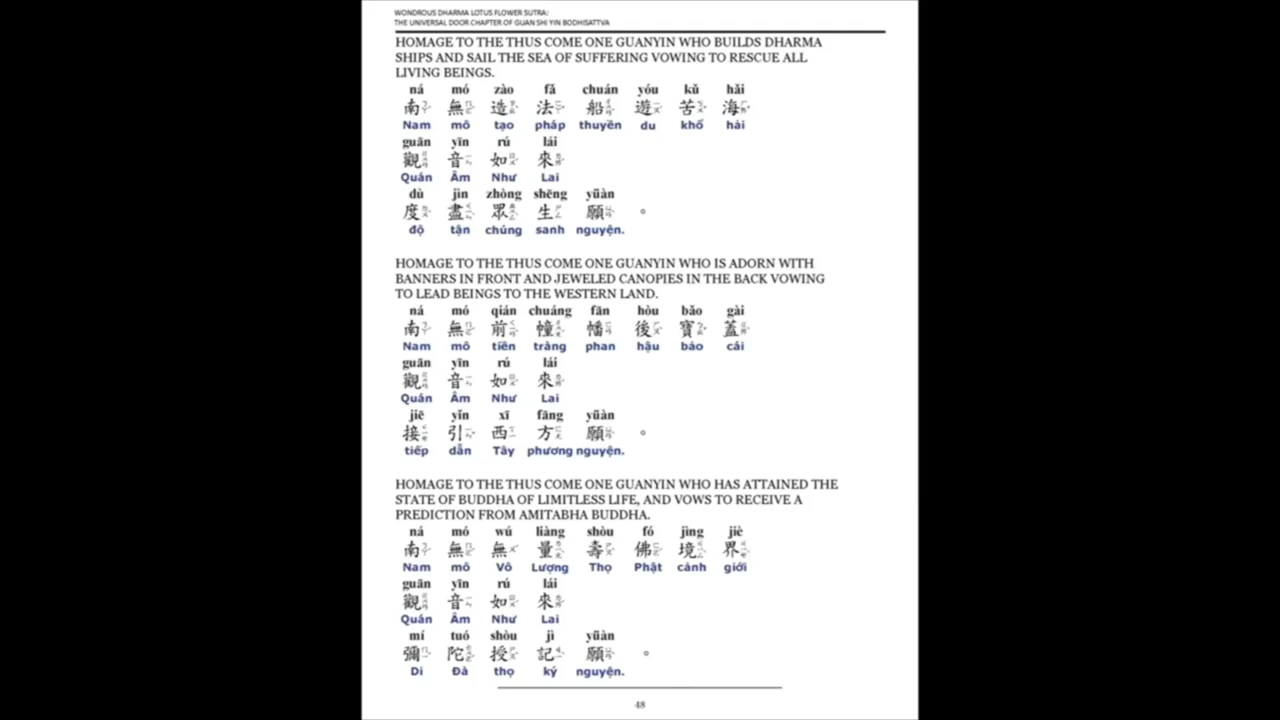 WONDROUS DHARMA LOTUS FLOWER SUTRA:
THE UNIVERSAL DOOR CHAPTER OF GUAN SHI YIN BODHISATTVA
HOMAGE TO THE THUS COME ONE GUANYIN WHO BUILDS DHARMA
SHIPS AND SAIL THE SEA OF SUFFERING VOWING TO RESCUE ALL
LIVING BEINGS.
ná mó zào fǎ chuán yóu kǔ hǎi
南 無 造 法 船 遊 苦 海
Nam mô tạo pháp thuyền du khổ hải
guān yīn rú lái
觀 音 如 來
Quán Âm Như Lai
dù jìn zhòng shēng yüàn
度 盡 眾 生 願 。
độ tận chúng sanh nguyện.
HOMAGE TO THE THUS COME ONE GUANYIN WHO IS ADORN WITH
BANNERS IN FRONT AND JEWELED CANOPIES IN THE BACK VOWING
TO LEAD BEINGS TO THE WESTERN LAND.
ná mó qián chuáng fān hòu bǎo gài
南 無 前 幢 幡 後 寶 蓋
Nam mô tiền tràng phan hậu bảo cái
guān yīn rú lái
觀 音 如 來
Quán Âm Như Lai
jiē yǐn xī fāng yüàn
接 引 西 方 願 。
tiếp dẫn Tây phương nguyện.
HOMAGE TO THE THUS COME ONE GUANYIN WHO HAS ATTAINED THE
STATE OF BUDDHA OF LIMITLESS LIFE, AND VOWS TO RECEIVE A
PREDICTION FROM AMITABHA BUDDHA.
ná mó wú liàng shòu fó jìng jiè
南 無 無 量 壽 佛 境 界
Nam mô Vô Lượng Thọ Phật cảnh giới
guān yīn rú lái
觀 音 如 來
Quán Âm Như Lai
mí tuó shòu jì yüàn
彌 陀 授 記 願 。
Di Đà thọ ký nguyện.
48